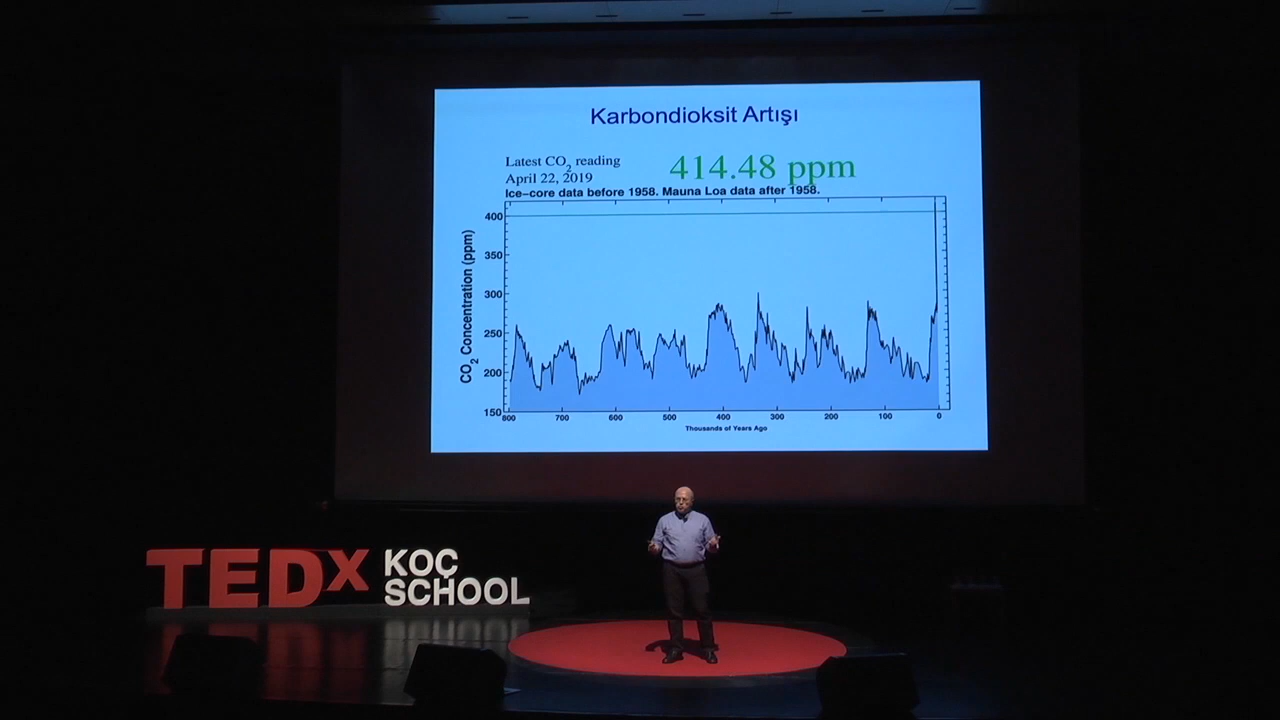 Karbondioksit Artışı
Latest CO2 reading
April 22, 2019
414.48 ppm
Ice-core data before 1958. Mauna Loa data after 1958.
CO2 Concentration (ppm)
400
350
300
250
200
150
800 700 600 500 400 300 200 100 0
Thousands of Years Ago
TEDx KOÇ
SCHOOL